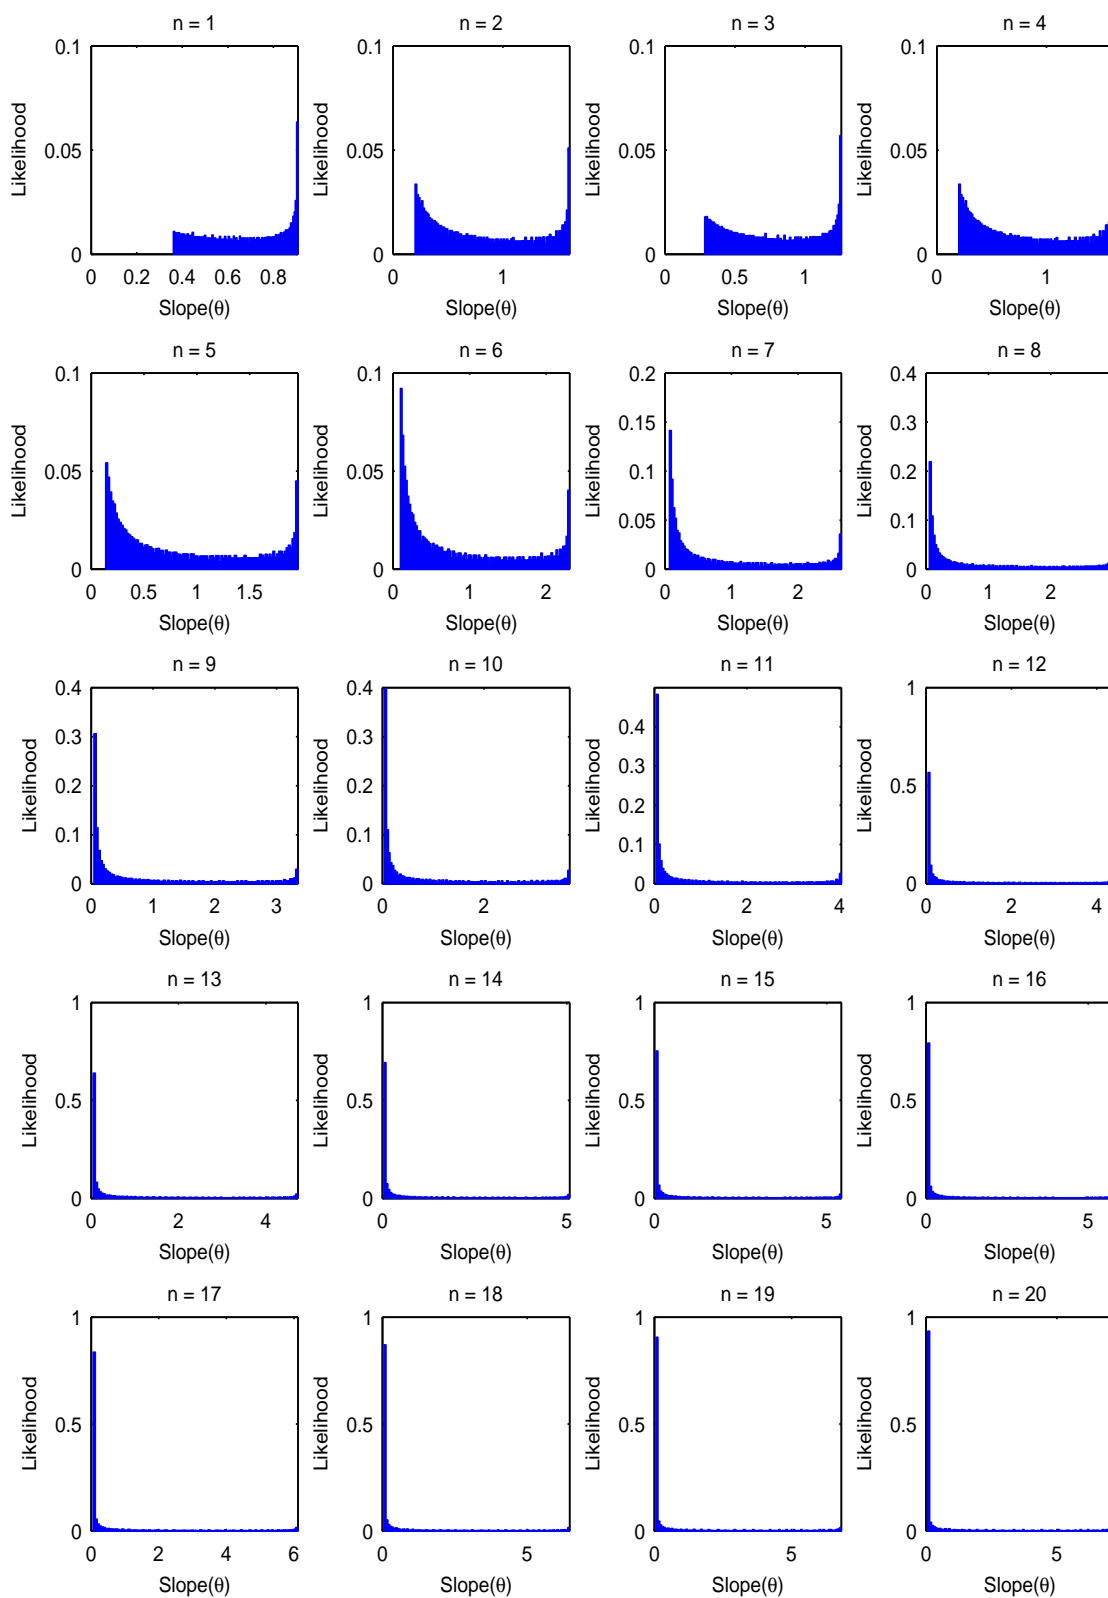 n = 1
n = 2
n = 3
n = 4
0.1
0.05
0
Likelihood
0 0.2 0.4 0.6 0.8
Slope(θ)
0.1
0.05
0
Likelihood
0 1
Slope(θ)
0.1
0.05
0
Likelihood
0 0.5 1
Slope(θ)
0.1
0.05
0
Likelihood
0 1
Slope(θ)
n = 5
n = 6
n = 7
n = 8
0.1
0.05
0
Likelihood
0 0.5 1 1.5
Slope(θ)
0.1
0.05
0
Likelihood
0 1 2
Slope(θ)
0.2
0.15
0.1
0.05
0
Likelihood
0 1 2
Slope(θ)
0.4
0.3
0.2
0.1
0
Likelihood
0 1 2
Slope(θ)
n = 9
n = 10
n = 11
n = 12
0.4
0.3
0.2
0.1
0
Likelihood
0 1 2 3
Slope(θ)
0.4
0.3
0.2
0.1
0
Likelihood
0 2
Slope(θ)
0.4
0.3
0.2
0.1
0
Likelihood
0 2 4
Slope(θ)
1
0.5
0
Likelihood
0 2 4
Slope(θ)
n = 13
n = 14
n = 15
n = 16
1
0.5
0
Likelihood
0 2 4
Slope(θ)
1
0.5
0
Likelihood
0 5
Slope(θ)
1
0.5
0
Likelihood
0 5
Slope(θ)
1
0.5
0
Likelihood
0 5
Slope(θ)
n = 17
n = 18
n = 19
n = 20
1
0.5
0
Likelihood
0 2 4 6
Slope(θ)
1
0.5
0
Likelihood
0 5
Slope(θ)
1
0.5
0
Likelihood
0 5
Slope(θ)
1
0.5
0
Likelihood
0 5
Slope(θ)